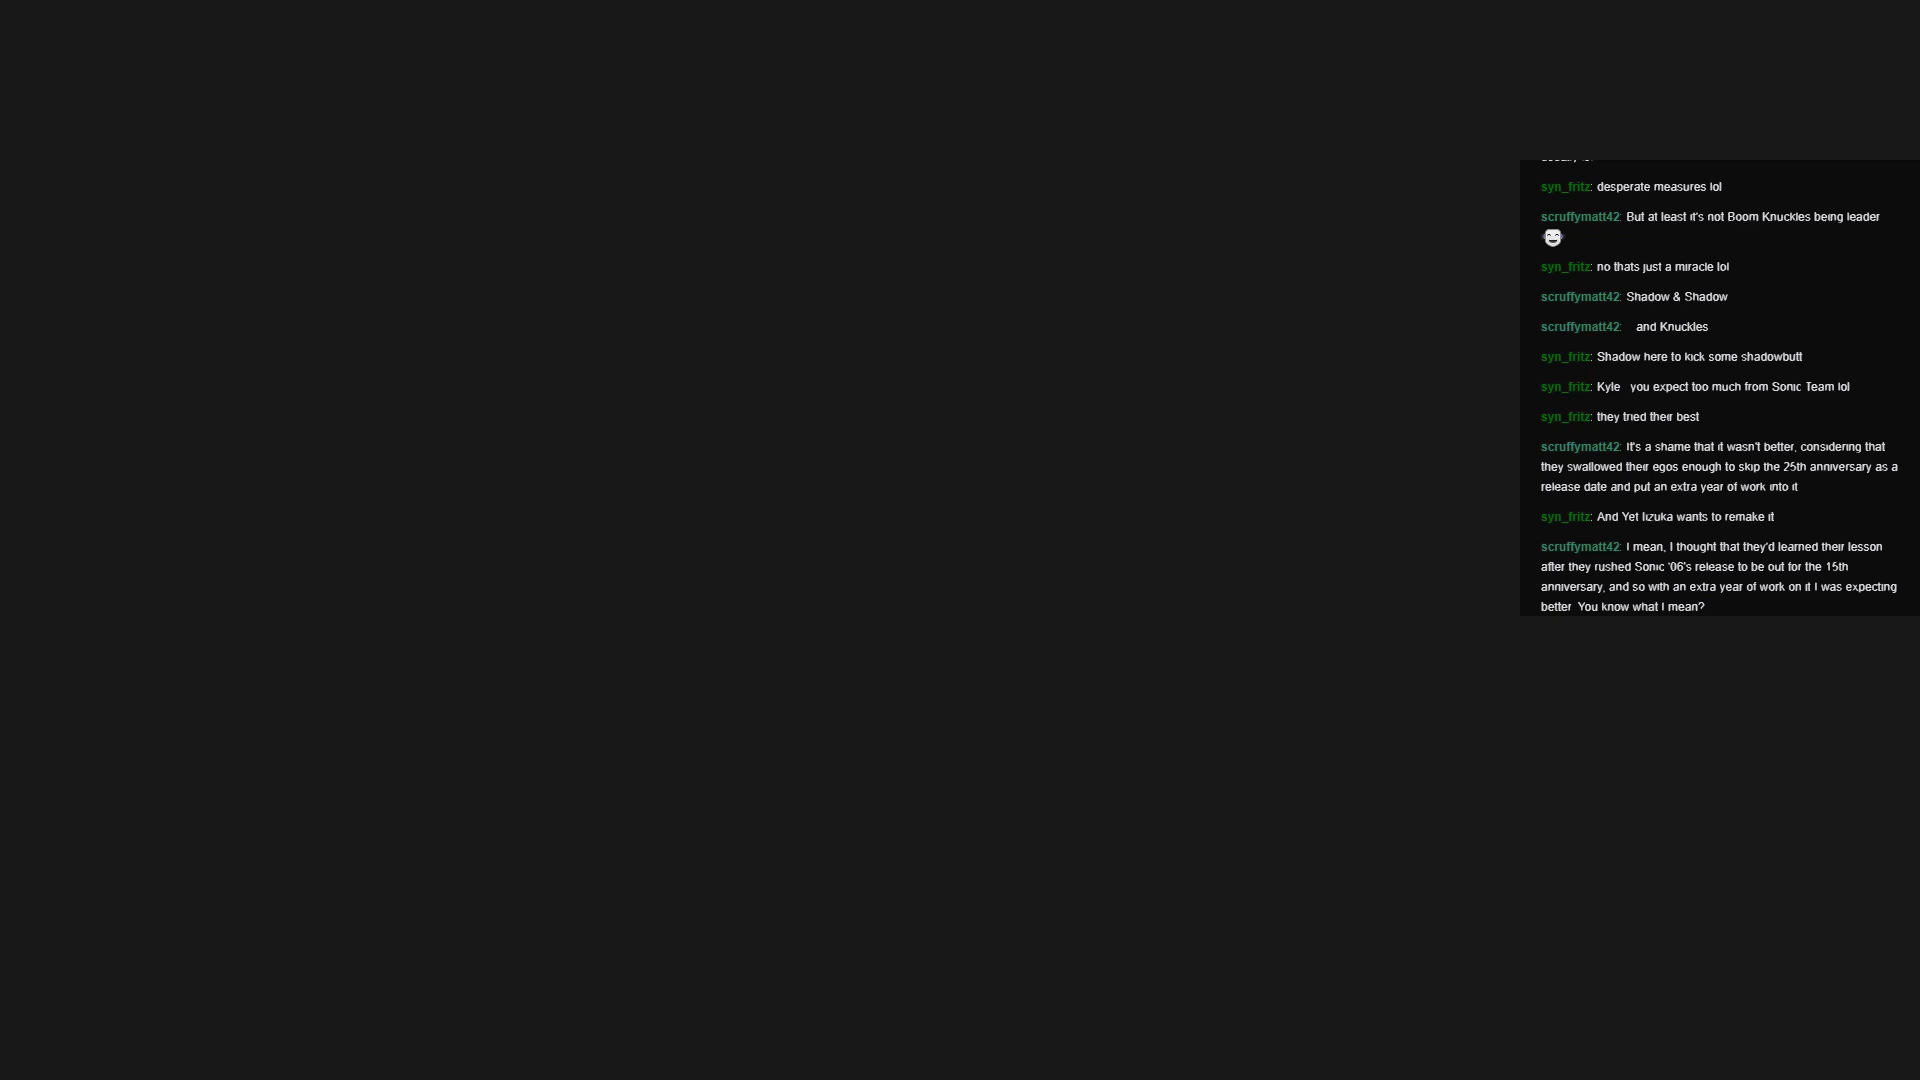 syn_fritz: desperate measures lol
scruffymatt42: But at least it's not Boom Knuckles being leader
syn_fritz: no thats just a miracle lol
scruffymatt42: Shadow & Shadow
scruffymatt42: and Knuckles
syn_fritz: Shadow here to kick some shadowbutt
syn_fritz: Kyle you expect too much from Sonic Team lol
syn_fritz: they tried their best
scruffymatt42: It's a shame that it wasn't better, considering that
they swallowed their egos enough to skip the 25th anniversary as a
release date and put an extra year of work into it
syn_fritz: And Yet Iizuka wants to remake it
scruffymatt42: I mean, I thought that they'd learned their lesson
after they rushed Sonic '06's release to be out for the 15th
anniversary, and so with an extra year of work on it I was expecting
better. You know what I mean?